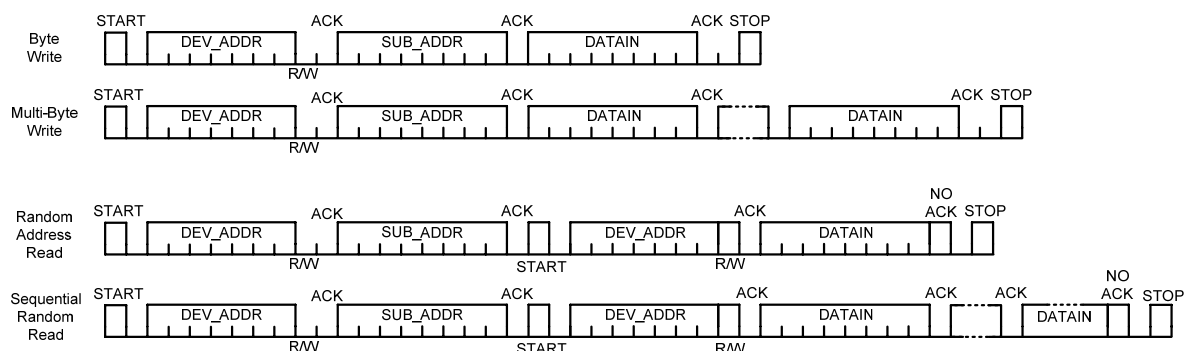 START ACK ACK ACK STOP
Byte
Write
DEV_ADDR SUB_ADDR DATAIN
R/W
START ACK ACK ACK ACK STOP
Multi-Byte
Write
DEV_ADDR SUB_ADDR DATAIN DATAIN
R/W
NO
START ACK ACK ACK ACK STOP
Random
Address
Read
DEV_ADDR SUB_ADDR DEV_ADDR DATAIN
R/W START R/W
NO
START ACK ACK ACK ACK ACK ACK STOP
Sequential
Random
Read
DEV_ADDR SUB_ADDR DEV_ADDR DATAIN DATAIN
R/W START R/W